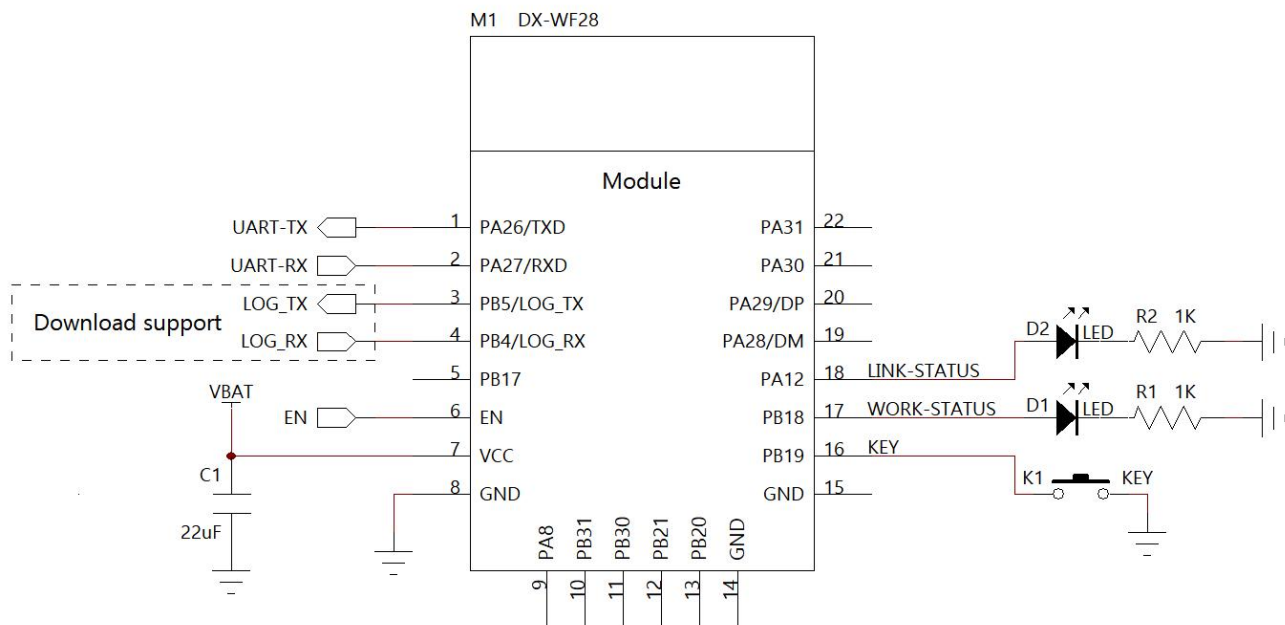 M1 DX-WF28
Module
UART-TX 1 PA26/TXD PA31 22
UART-RX 2 PA27/RXD PA30 21
LOG_TX 3 PB5/LOG_TX PA29/DP 20
Download support
LOG_RX 4 PB4/LOG_RX PA28/DM 19
D2 LED R2 1K
5 PB17 PA12 18 LINK-STATUS
VBAT
EN 6 EN PB18 17 WORK-STATUS D1 LED R1 1K
7 VCC PB19 16 KEY
C1
K1 KEY
8 GND GND 15
22uF
PA8 PB31 PB30 PB21 PB20 GND
9 10 11 12 13 14